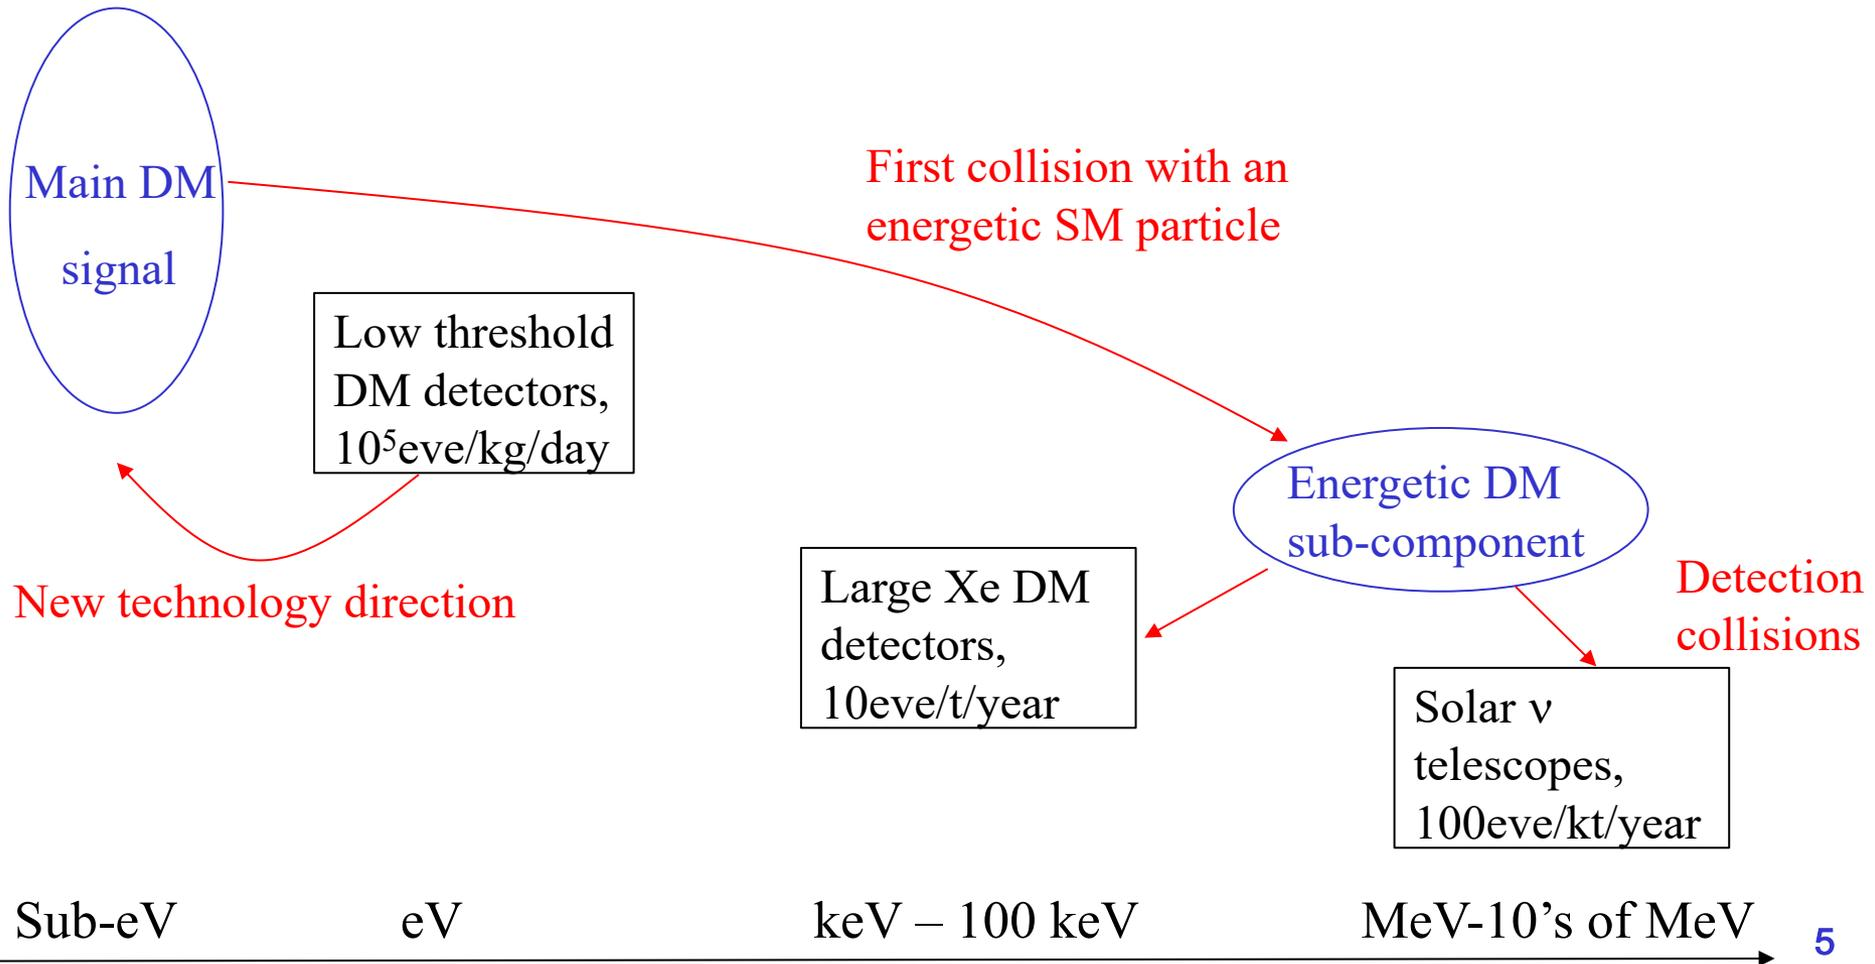 Main DM
signal
First collision with an
energetic SM particle
Low threshold
DM detectors,
10⁵eve/kg/day
New technology direction
Energetic DM
sub-component
Large Xe DM
detectors,
10eve/t/year
Detection
collisions
Solar ν
telescopes,
100eve/kt/year
Sub-eV eV keV – 100 keV MeV-10’s of MeV
5